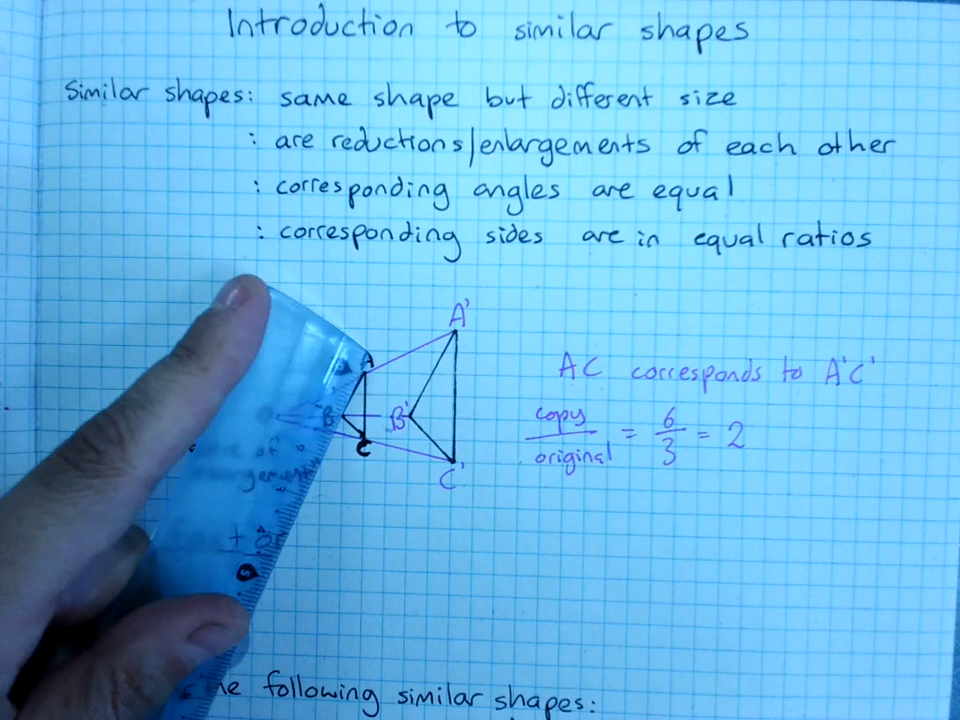 Introduction to similar shapes
Similar shapes: same shape but different size
: are reductions/enlargements of each other
: corresponding angles are equal
: corresponding sides are in equal ratios
A'
A
B
B'
C
C'
AC corresponds to A'C'
copy/original = 6/3 = 2
of
following similar shapes: